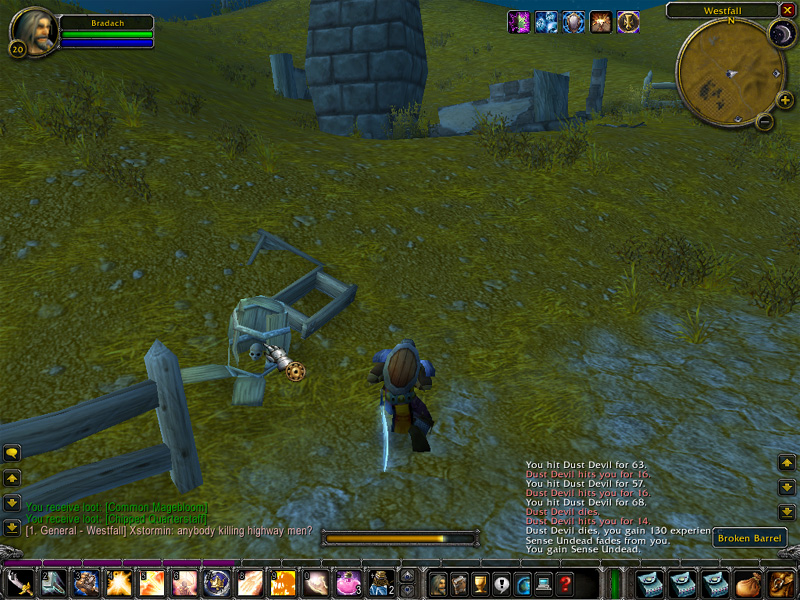 Bradach
20
Westfall
N
You hit Dust Devil for 63.
Dust Devil hits you for 16.
You hit Dust Devil for 57.
Dust Devil hits you for 16.
You hit Dust Devil for 68.
Dust Devil dies.
Dust Devil hits you for 14.
Dust Devil dies, you gain 130 experien
Sense Undead fades from you.
You gain Sense Undead.
You receive loot: [Common Magebloom]
You receive loot: [Chipped Quarterstaff]
[1. General - Westfall] Xstormin: anybody killing highway men?
Broken Barrel
3
2